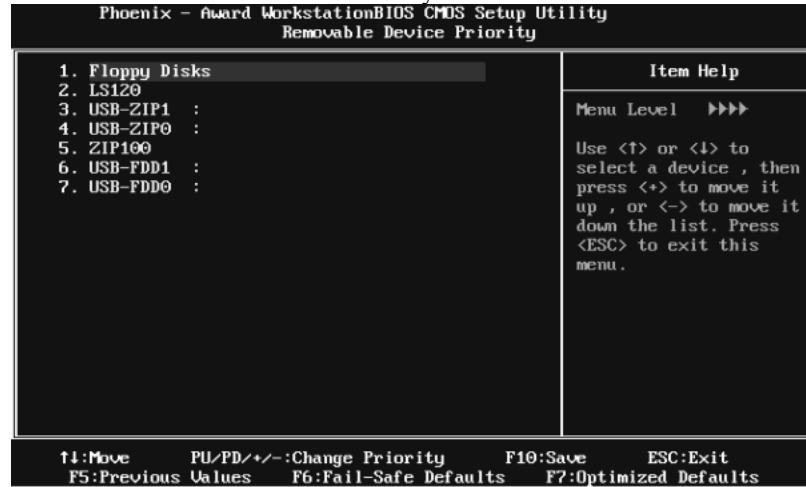 Phoenix - Award WorkstationBIOS CMOS Setup Utility
Removable Device Priority
1. Floppy Disks
2. LS120
3. USB-ZIP1 :
4. USB-ZIP0 :
5. ZIP100
6. USB-FDD1 :
7. USB-FDD0 :
Item Help
Menu Level ▶▶▶▶
Use <↑> or <↓> to
select a device , then
press <+> to move it
up , or <-> to move it
down the list. Press
<ESC> to exit this
menu.
↑↓:Move PU/PD/+/-:Change Priority F10:Save ESC:Exit
F5:Previous Values F6:Fail-Safe Defaults F7:Optimized Defaults